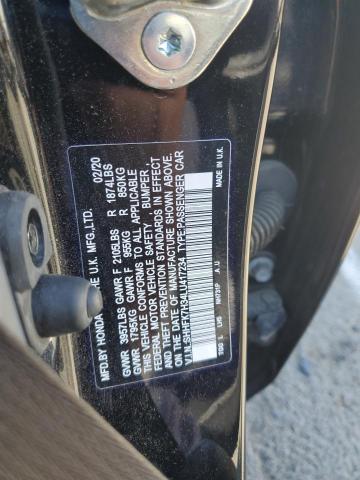 MFD.BY HONDA OF THE U.K. MFG.,LTD. 02/20
GVWR 3957LBS GAWR F 2105LBS R 1874LBS
GVWR 1795KG GAWR F 955KG R 850KG
THIS VEHICLE CONFORMS TO ALL APPLICABLE
FEDERAL MOTOR VEHICLE SAFETY , BUMPER ,
AND THEFT PREVENTION STANDARDS IN EFFECT
ON THE DATE OF MANUFACTURE SHOWN ABOVE.
V.I.N.:SHHFK7H34LU417234 TYPE:PASSENGER CAR
NH731P A U
MADE IN U.K.